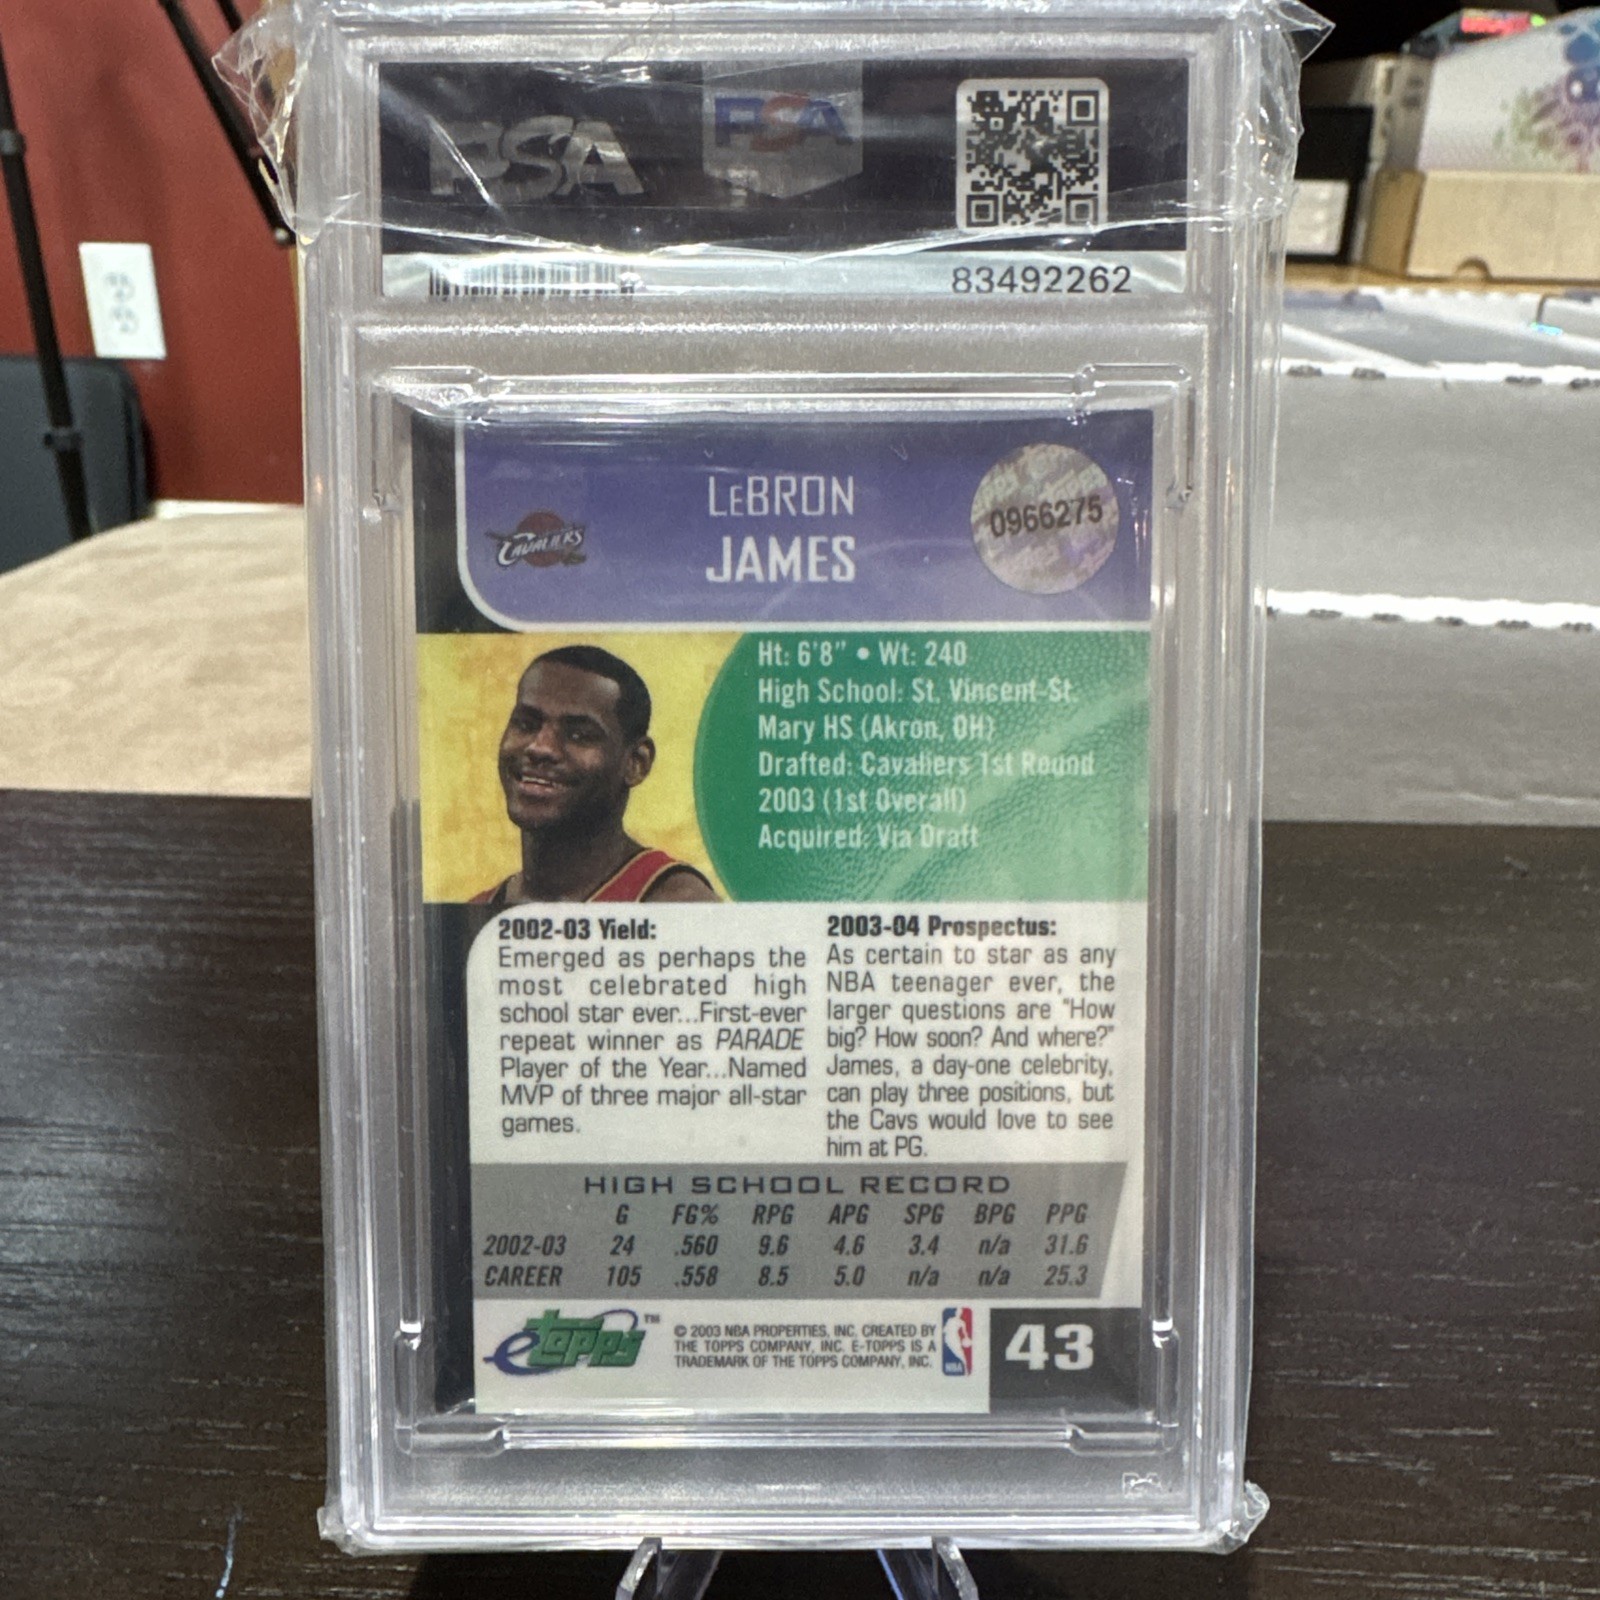 PSA
PSA
83492262
LEBRON
JAMES
CAVALIERS
0966275
Ht: 6'8" • Wt: 240
High School: St. Vincent-St.
Mary HS (Akron, OH)
Drafted: Cavaliers 1st Round
2003 (1st Overall)
Acquired: Via Draft
2002-03 Yield:
Emerged as perhaps the
most celebrated high
school star ever...First-ever
repeat winner as PARADE
Player of the Year...Named
MVP of three major all-star
games.
2003-04 Prospectus:
As certain to star as any
NBA teenager ever, the
larger questions are "How
big? How soon? And where?"
James, a day-one celebrity,
can play three positions, but
the Cavs would love to see
him at PG.
HIGH SCHOOL RECORD
G FG% RPG APG SPG BPG PPG
2002-03 24 .560 9.6 4.6 3.4 n/a 31.6
CAREER 105 .558 8.5 5.0 n/a n/a 25.3
etopps™
© 2003 NBA PROPERTIES, INC. CREATED BY
THE TOPPS COMPANY, INC. E-TOPPS IS A
TRADEMARK OF THE TOPPS COMPANY, INC.
NBA
43